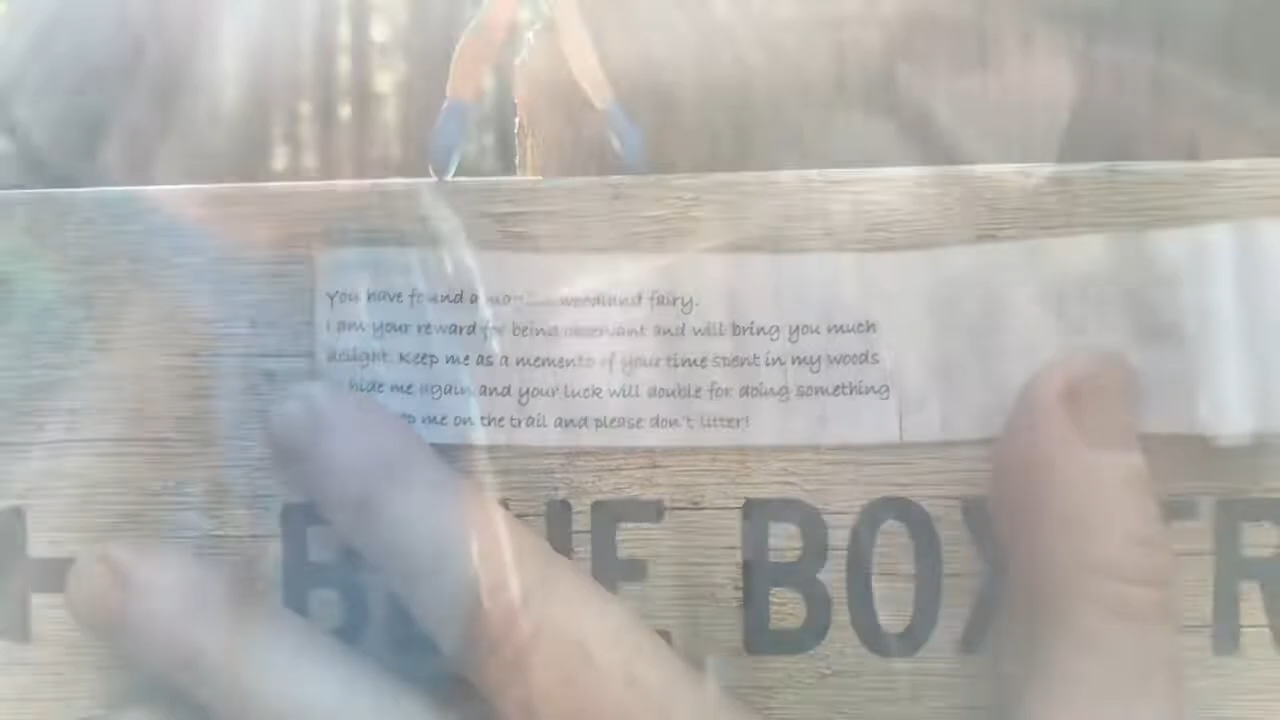 You have found a woodland fairy.
I am your reward for being observant and will bring you much
delight. Keep me as a memento of your time spent in my woods
hide me again and your luck will double for doing something
me on the trail and please don't litter!
BOX